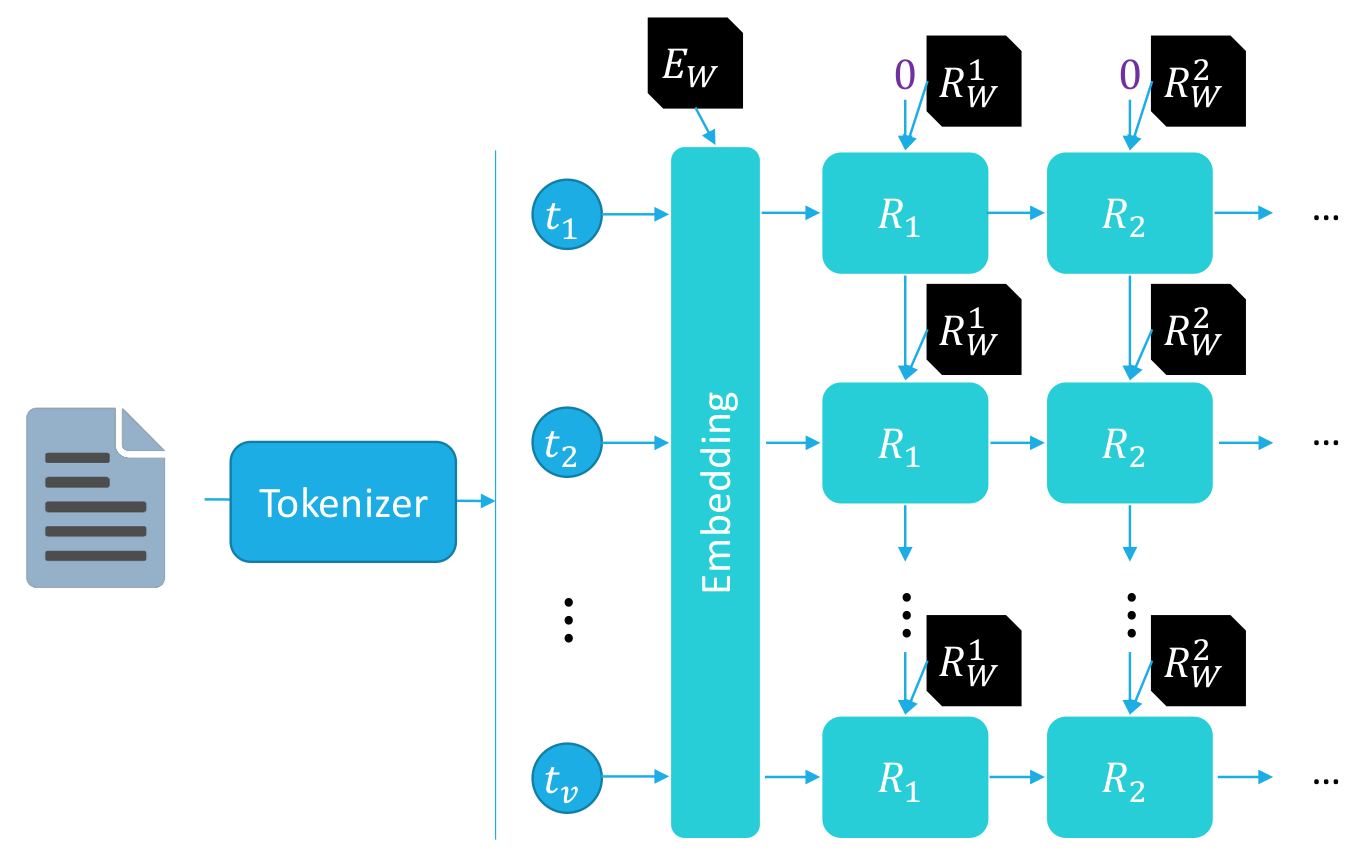 E_W
0 R_W^1 0 R_W^2
t_1 R_1 R_2 ...
R_W^1 R_W^2
t_2 R_1 R_2 ...
Tokenizer
Embedding
⋮ ⋮ ⋮
R_W^1 R_W^2
t_v R_1 R_2 ...